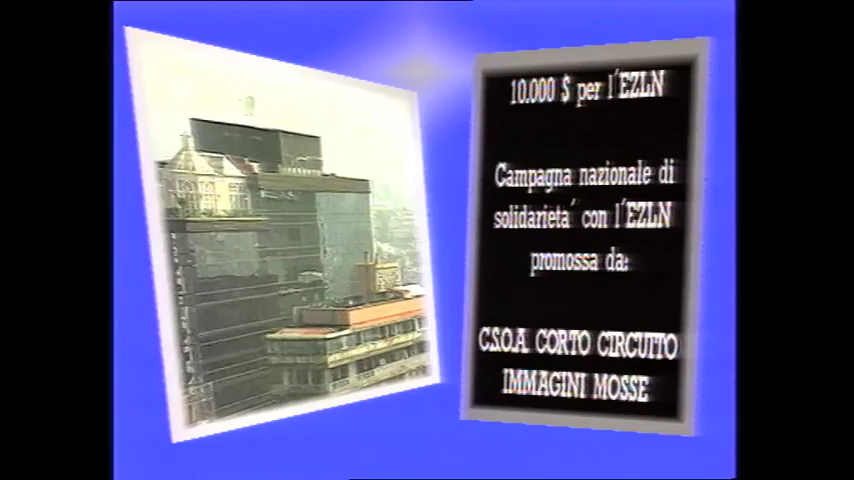 10.000 $ per l'EZLN
Campagna nazionale di
solidarieta' con l'EZLN
promossa da:
C.S.O.A. CORTO CIRCUITO
IMMAGINI MOSSE